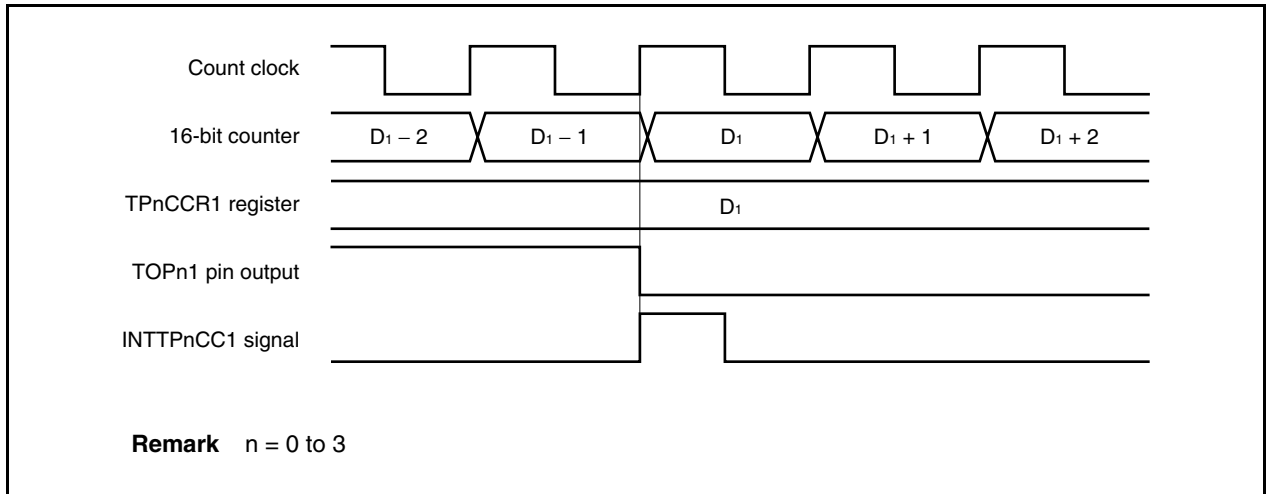 Count clock
16-bit counter D₁ − 2 D₁ − 1 D₁ D₁ + 1 D₁ + 2
TPnCCR1 register D₁
TOPn1 pin output
INTTPnCC1 signal
Remark n = 0 to 3